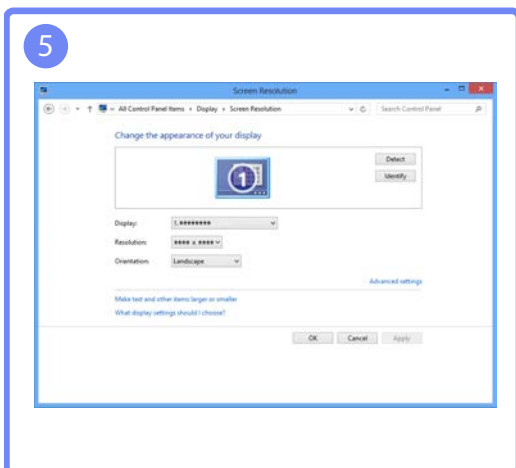 5
Screen Resolution
All Control Panel Items Display Screen Resolution
Search Control Panel
Change the appearance of your display
1
Detect
Identify
Display: 1. ********
Resolution: **** x ****
Orientation: Landscape
Advanced settings
Make text and other items larger or smaller
What display settings should I choose?
OK Cancel Apply